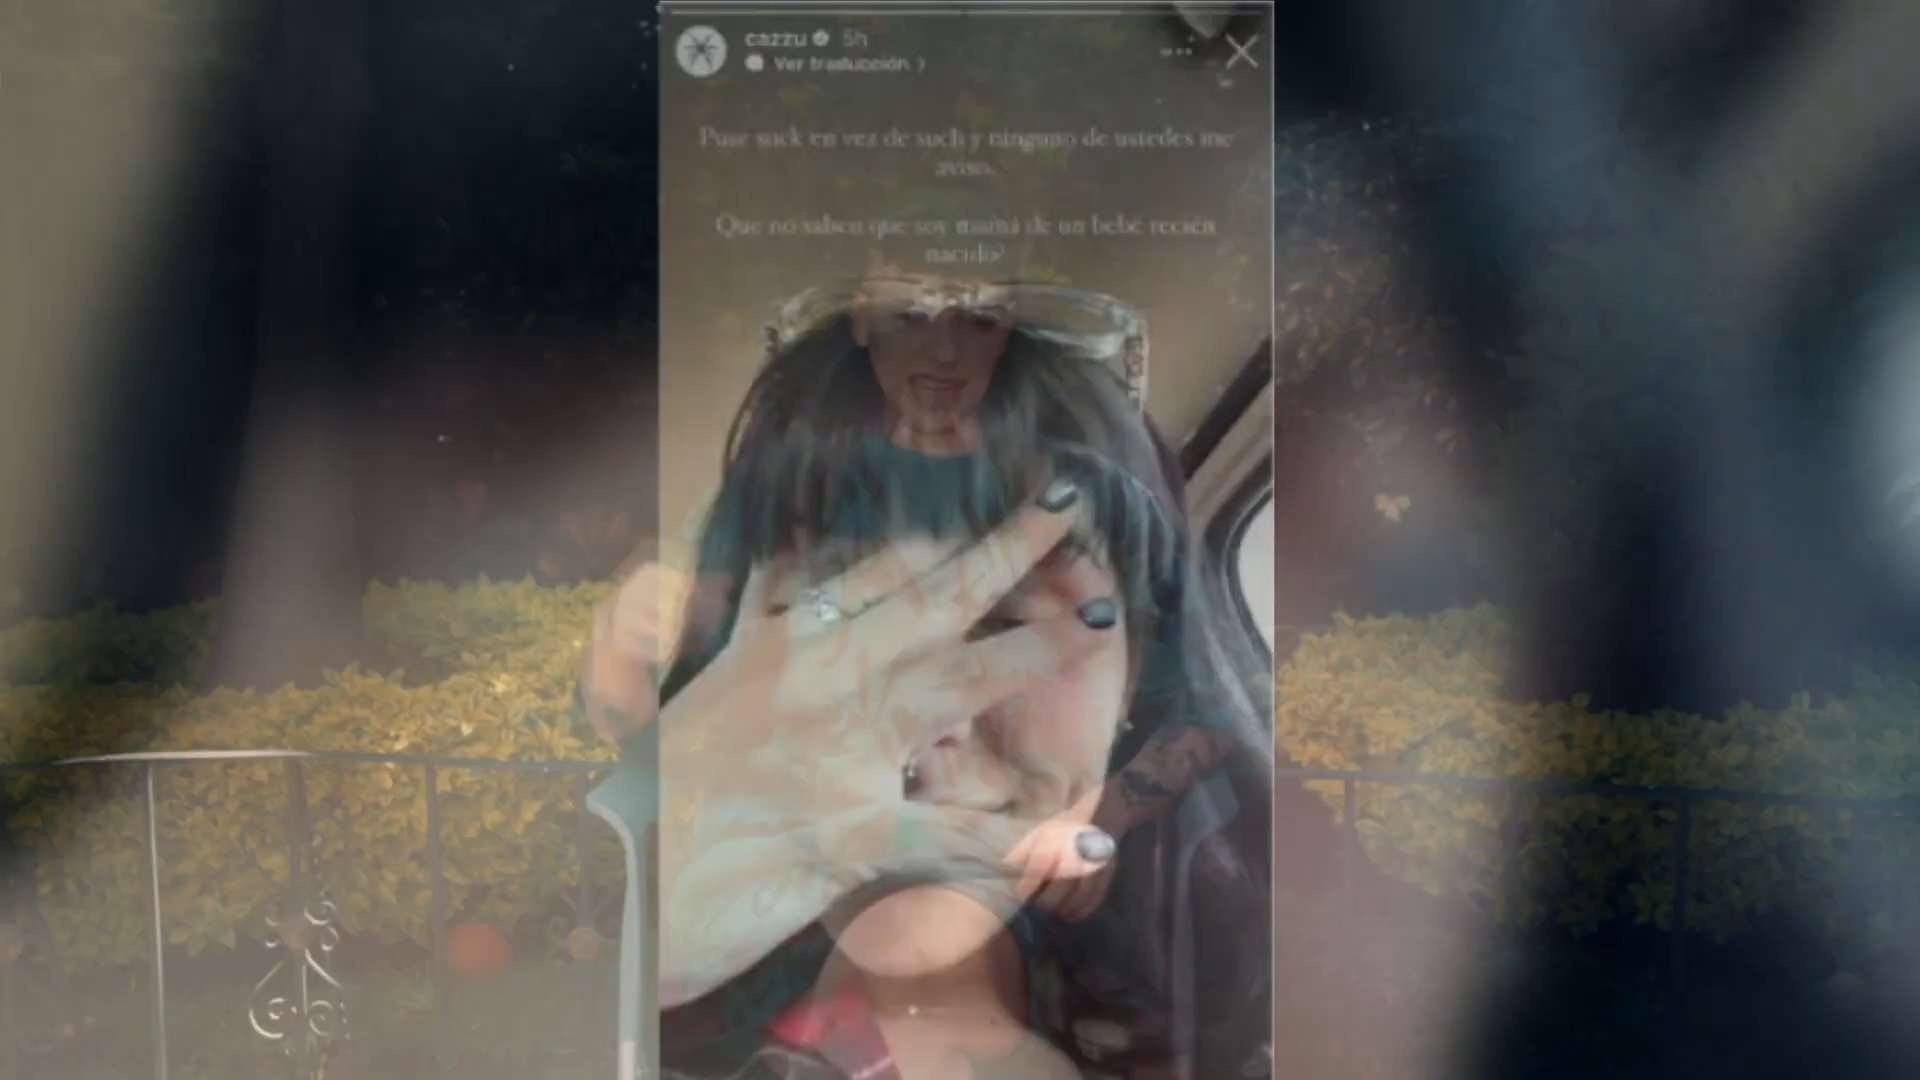 cazzu 5h
Ver traducción
Puse suck en vez de such y ninguno de ustedes me
aviso.
Que no saben que soy mamá de un bebé recién
nacido?